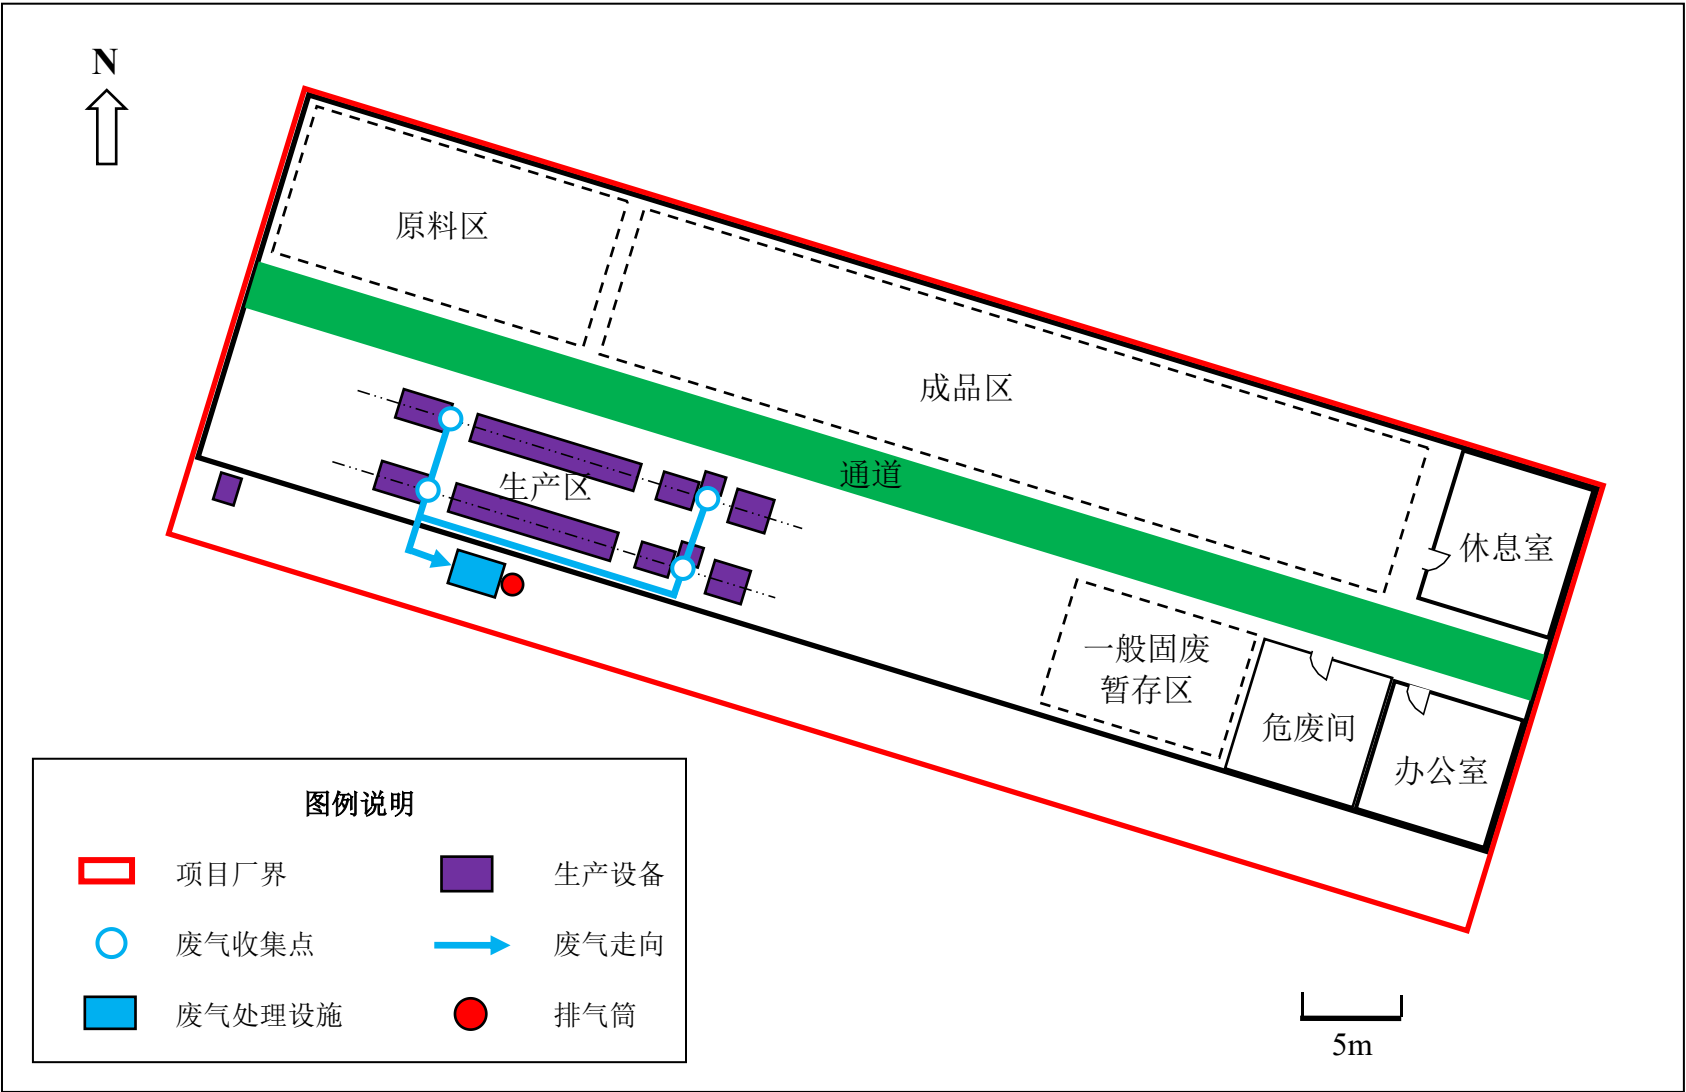 N
原料区
成品区
通道
生产区
休息室
一般固废
暂存区
危废间
办公室
图例说明
项目厂界
生产设备
废气收集点
废气走向
废气处理设施
排气筒
5m